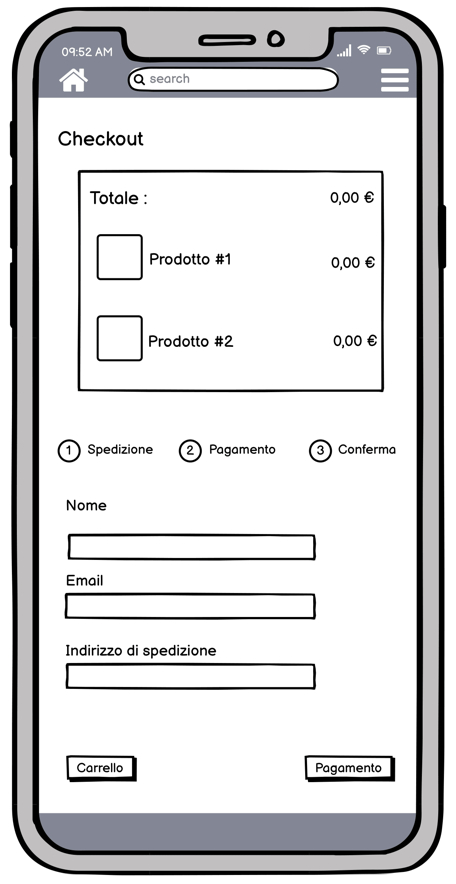 09:52 AM
search
Checkout
Totale : 0,00 €
Prodotto #1 0,00 €
Prodotto #2 0,00 €
1 Spedizione 2 Pagamento 3 Conferma
Nome
Email
Indirizzo di spedizione
Carrello Pagamento